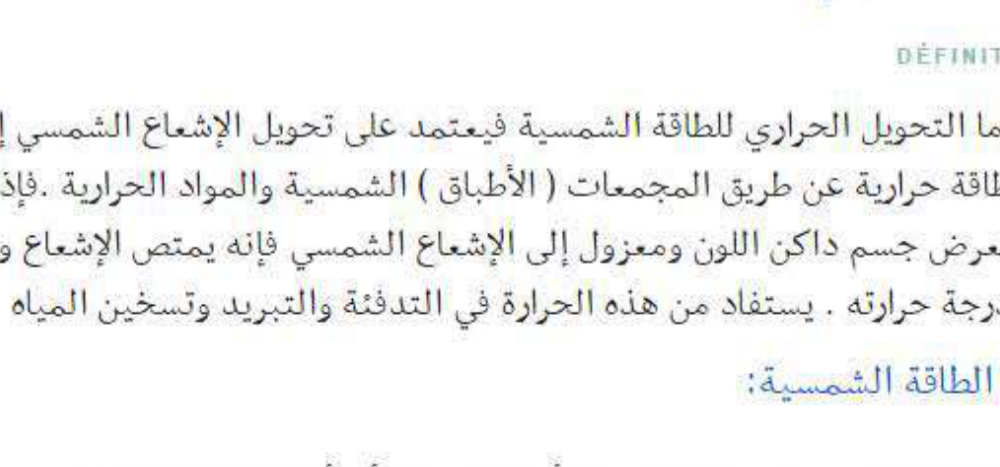 DÉFINIT
ما التحويل الحراري للطاقة الشمسية فيعتمد على تحويل الإشعاع الشمسي إ
طاقة حرارية عن طريق المجمعات ( الأطباق ) الشمسية والمواد الحرارية .فإذ
عرض جسم داكن اللون ومعزول إلى الإشعاع الشمسي فإنه يمتص الإشعاع و
درجة حرارته . يستفاد من هذه الحرارة في التدفئة والتبريد وتسخين المياه
الطاقة الشمسية: